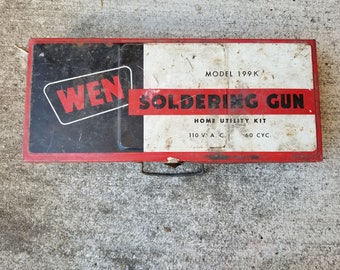 WEN
MODEL 199K
SOLDERING GUN
HOME UTILITY KIT
110 V. A.C. 60 CYC.